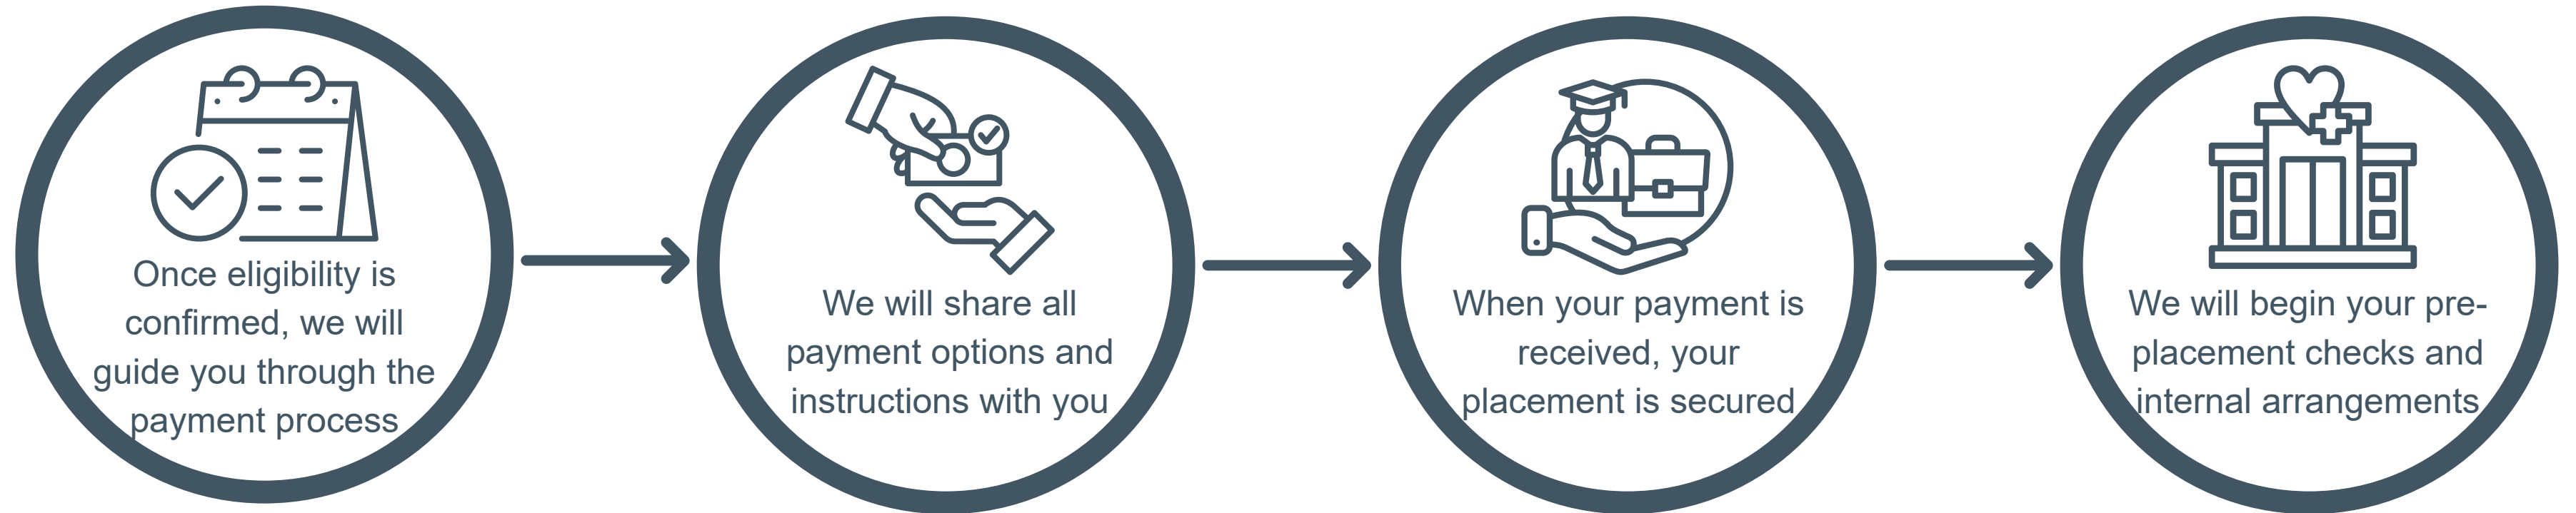 Once eligibility is
confirmed, we will
guide you through the
payment process
We will share all
payment options and
instructions with you
When your payment is
received, your
placement is secured
We will begin your pre-
placement checks and
internal arrangements